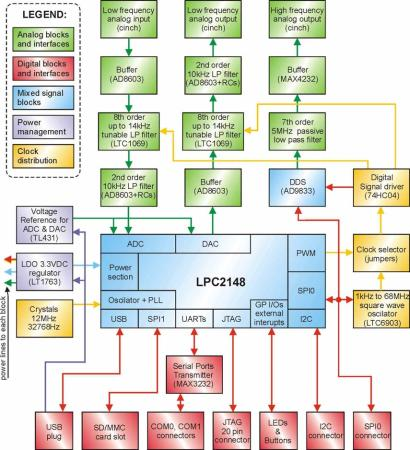 LEGEND:
Analog blocks
and interfaces
Digital blocks
and interfaces
Mixed signal
blocks
Power
management
Clock
distribution
Low frequency
analog input
(cinch)
Low frequency
analog output
(cinch)
High frequency
analog output
(cinch)
Buffer
(AD8603)
2nd order
10kHz LP filter
(AD8603+RCs)
Buffer
(MAX4232)
8th order
up to 14kHz
tunable LP filter
(LTC1069)
8th order
up to 14kHz
tunable LP filter
(LTC1069)
7th order
5MHz passive
low pass filter
2nd order
10kHz LP filter
(AD8603+RCs)
Buffer
(AD8603)
DDS
(AD9833)
Digital
Signal driver
(74HC04)
Voltage
Reference for
ADC & DAC
(TL431)
LDO 3.3VDC
regulator
(LT1763)
Crystals
12MHz
32768Hz
power lines to each block
ADC
DAC
Power
section
LPC2148
PWM
SPI0
Oscilator + PLL
GP I/Os
external
interupts
USB
SPI1
UARTs
JTAG
I2C
Clock selector
(jumpers)
1kHz to 68MHz
square wave
oscilator
(LTC6903)
Serial Ports
Transmitter
(MAX3232)
USB
plug
SD/MMC
card slot
COM0, COM1
connectors
JTAG
20 pin
connector
LEDs
&
Buttons
I2C
connector
SPI0
connector